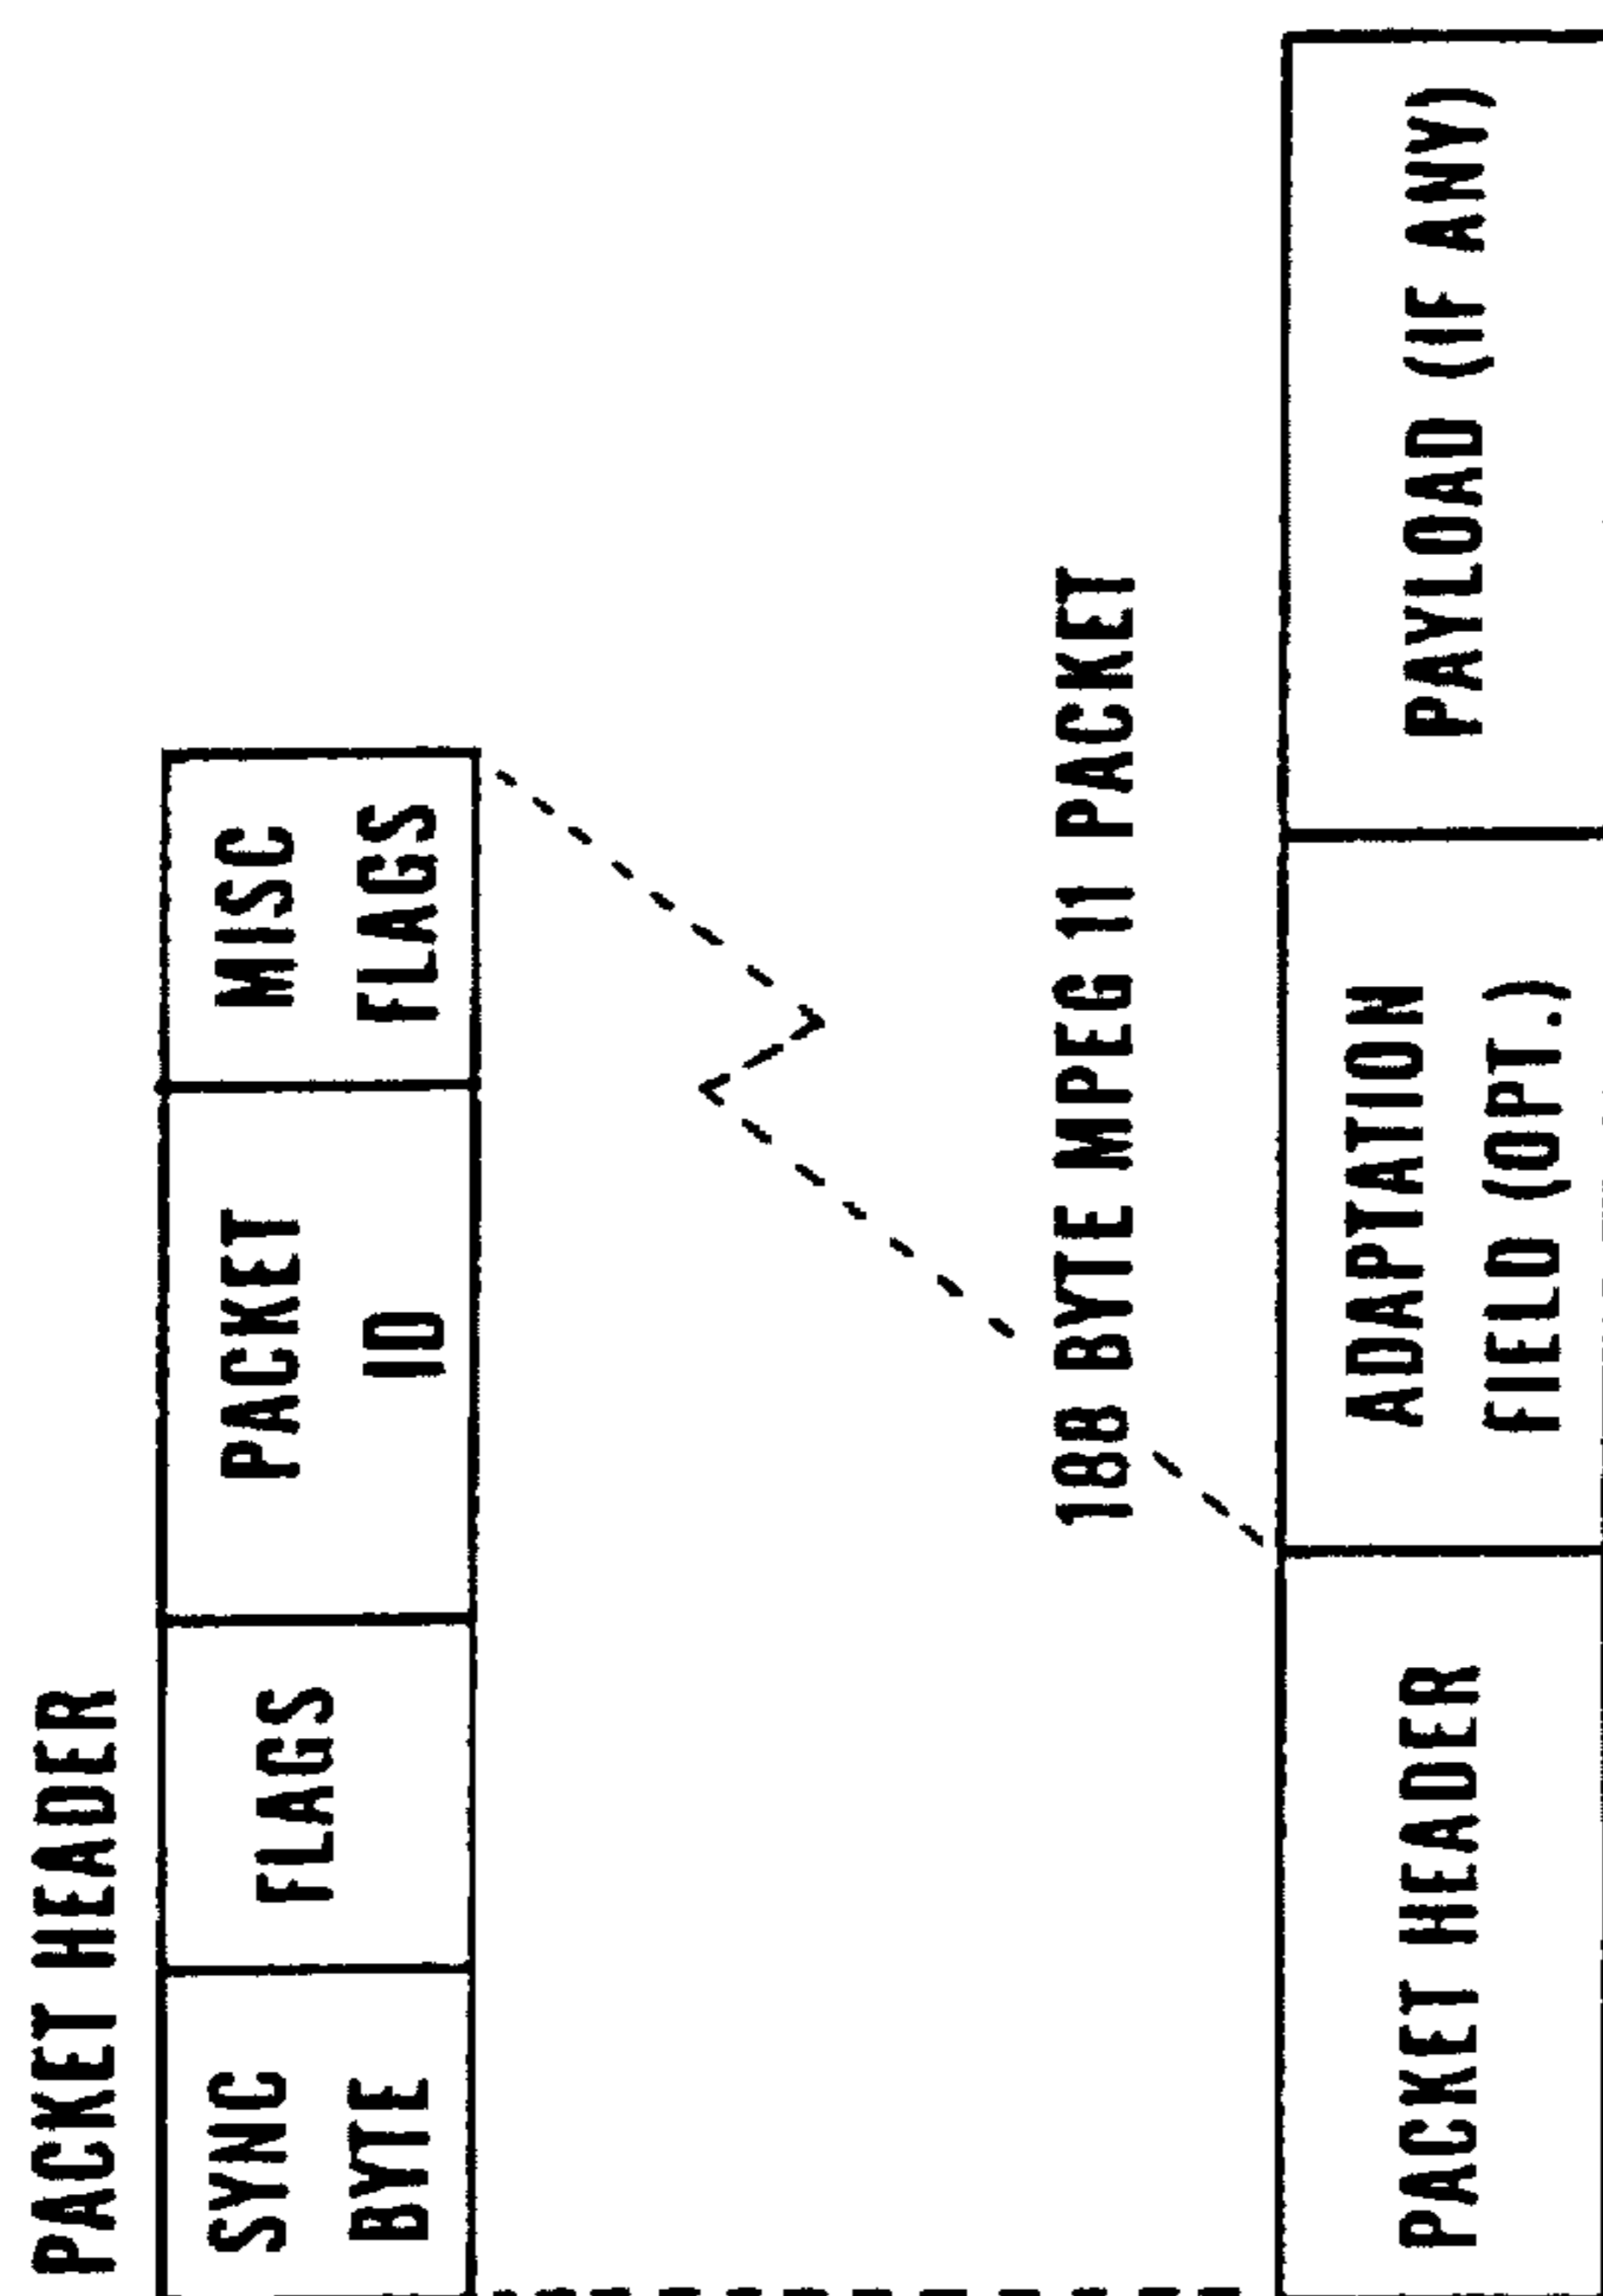 PACKET HEADER
SYNC
BYTE
FLAGS
PACKET
ID
MISC
FLAGS
188 BYTE MPEG 11 PACKET
PACKET HEADER
ADAPTATION
FIELD (OPT.)
PAYLOAD (IF ANY)